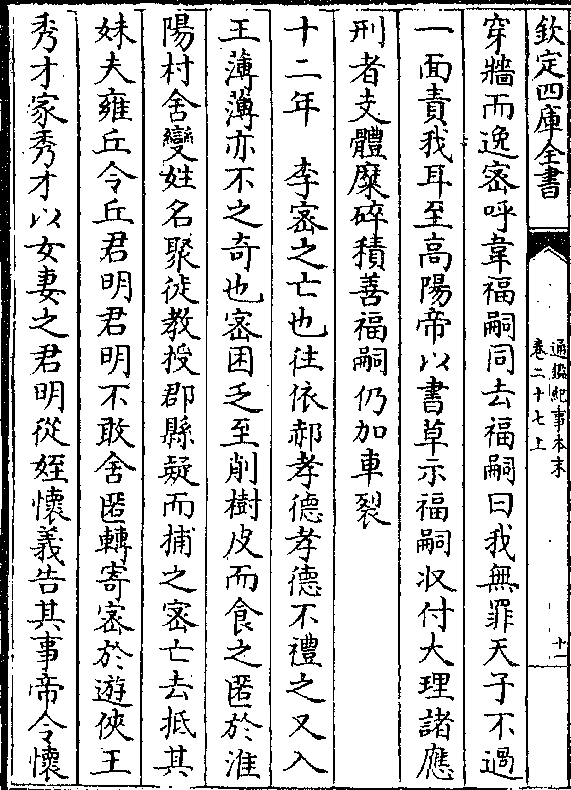 欽定四庫全書
通鑑紀事本末
卷二十七上
十一
穿牆而逸密呼韋福嗣同去福嗣曰我無罪天子不過
一面責我耳至高陽帝以書草示福嗣收付大理諸應
刑者支體糜碎積善福嗣仍加車裂
十二年　李密之亡也往依郝孝德孝德不禮之又入
王薄薄亦不之奇也密困乏至削樹皮而食之匿於淮
陽村舍變姓名聚徒教授郡縣疑而捕之密亡去抵其
妹夫雍丘令丘君明君明不敢舍匿轉寄密於遊俠王
秀才家秀才以女妻之君明從姪懷義告其事帝令懷